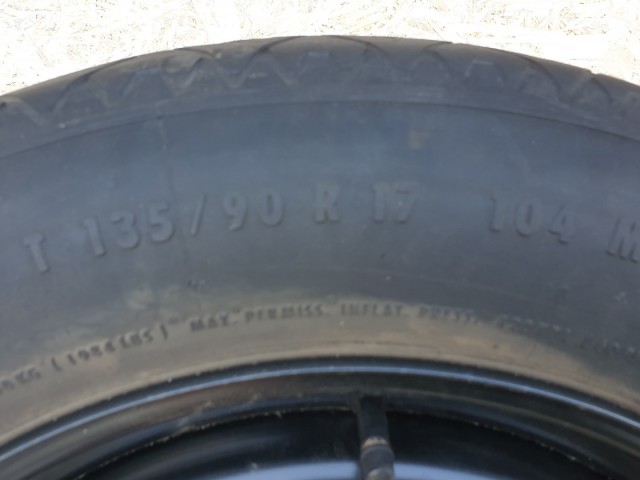 T 135/90 R 17 104 M
KG (1984 LBS) MAX. PERMISS. INFLAT. PRESS.